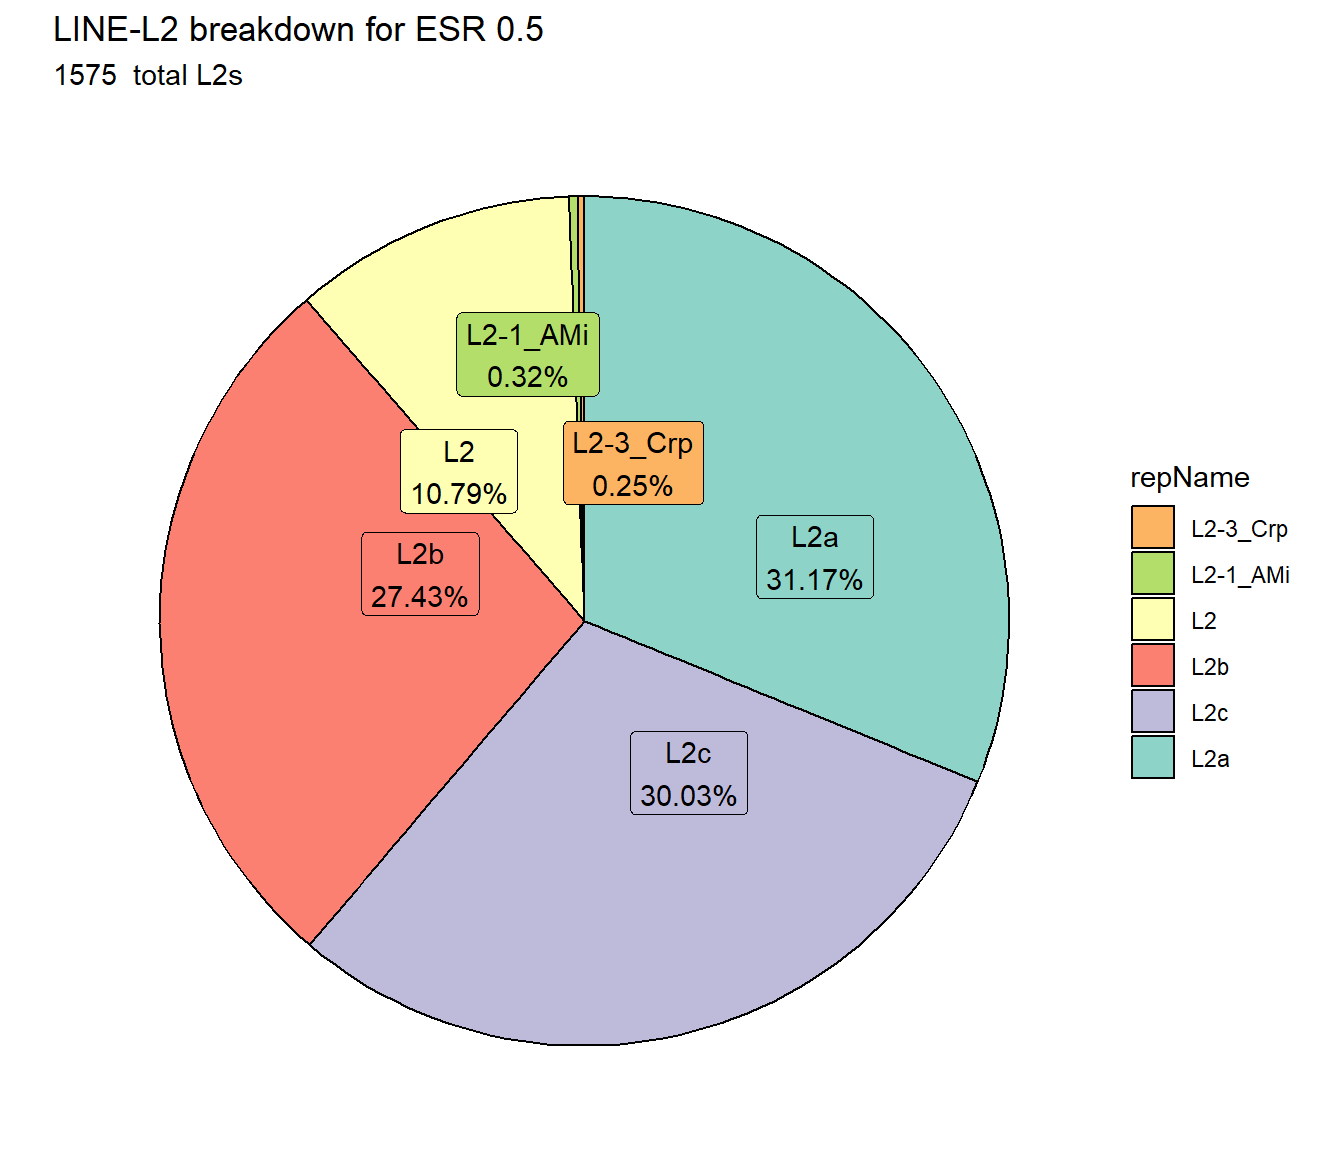 LINE-L2 breakdown for ESR 0.5
1575  total L2s
L2-1_AMi
0.32%
L2-3_Crp
0.25%
L2
10.79%
L2a
31.17%
L2b
27.43%
L2c
30.03%
repName
L2-3_Crp
L2-1_AMi
L2
L2b
L2c
L2a